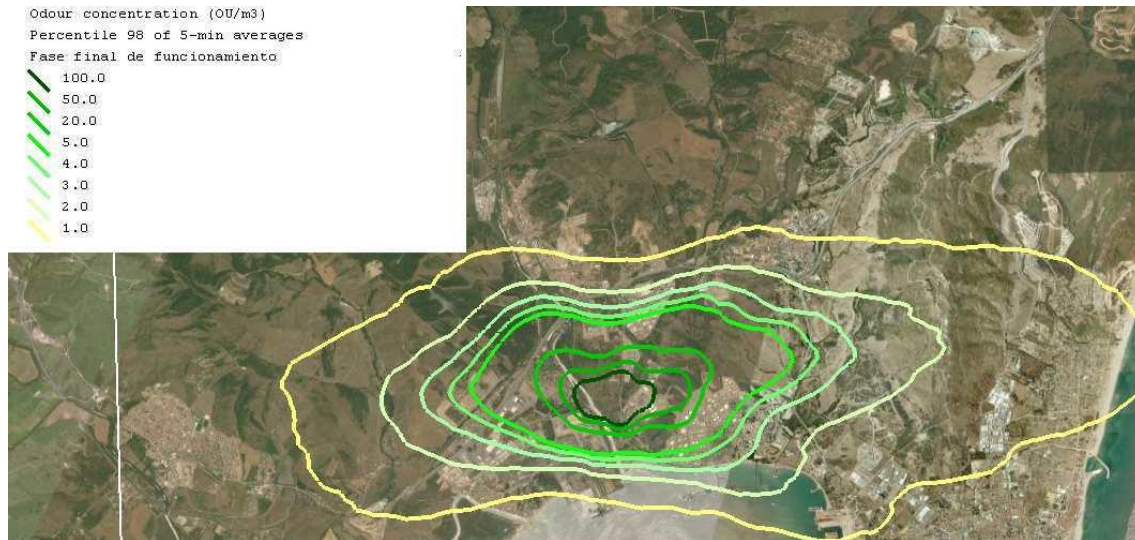 Odour concentration (OU/m3)
Percentile 98 of 5-min averages
Fase final de funcionamiento
100.0
50.0
20.0
5.0
4.0
3.0
2.0
1.0